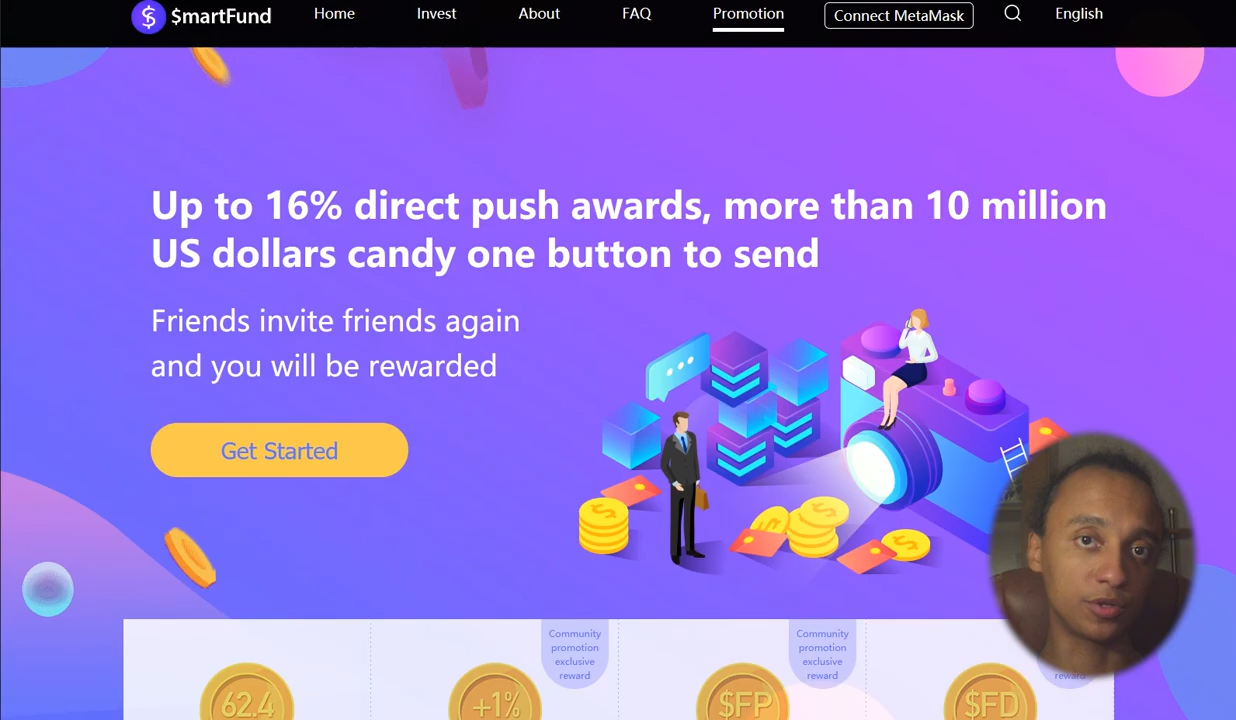 $martFund Home Invest About FAQ Promotion Connect MetaMask English
Up to 16% direct push awards, more than 10 million
US dollars candy one button to send
Friends invite friends again
and you will be rewarded
Get Started
Community
promotion
exclusive
reward
Community
promotion
exclusive
reward
reward
62.4
+1%
$FP
$FD